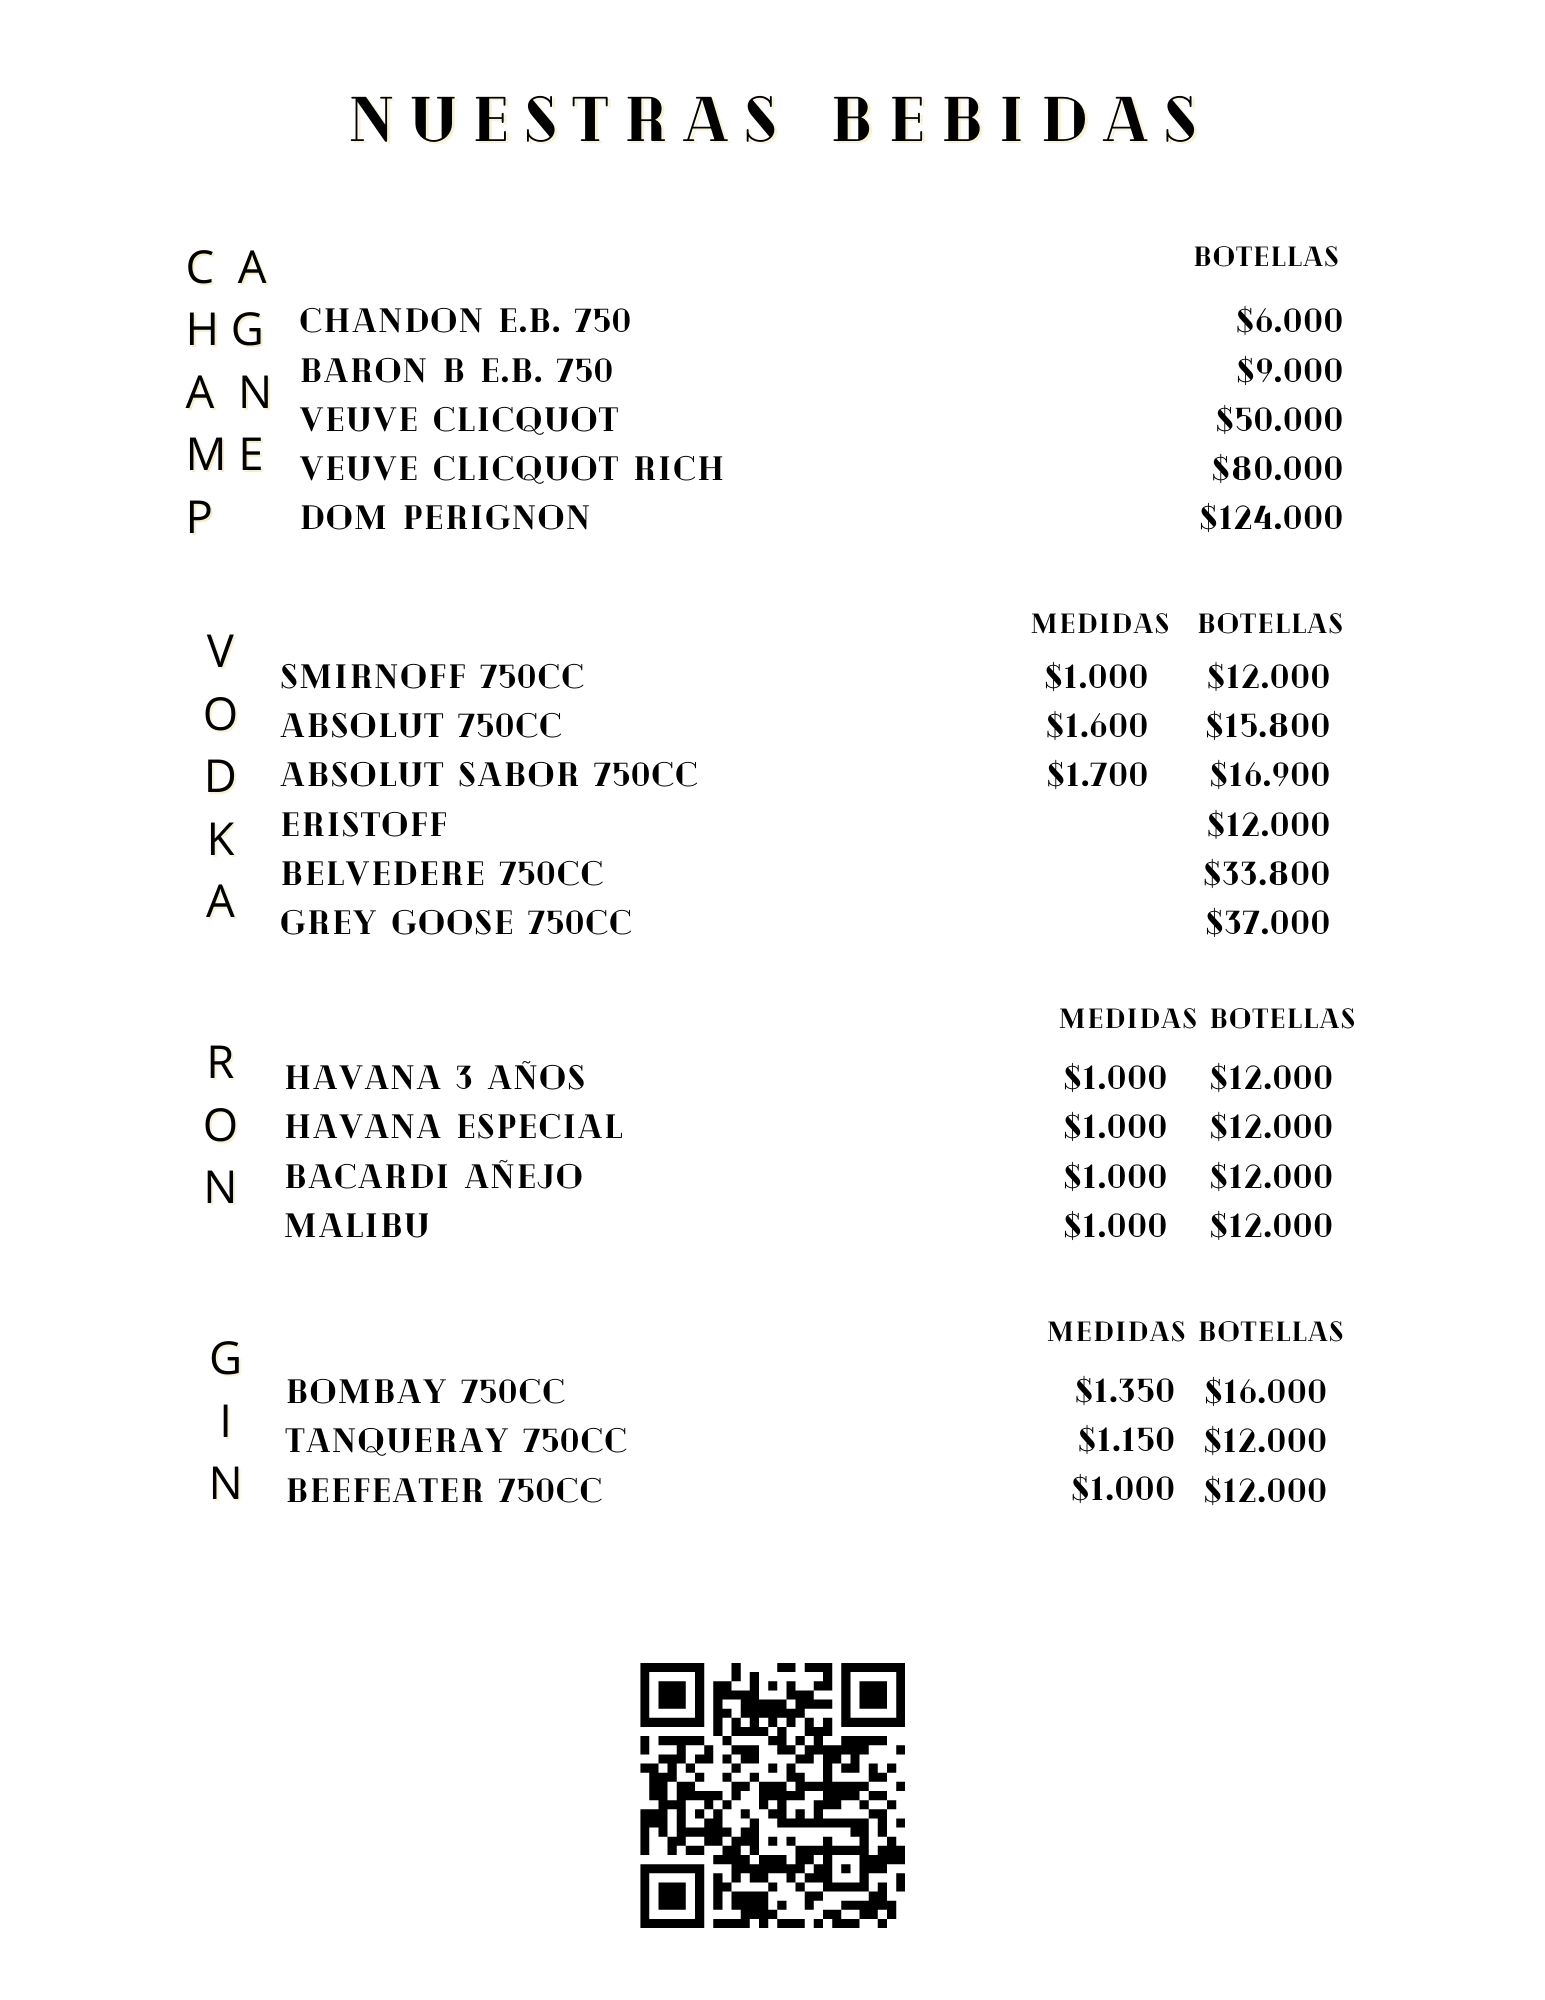 NUESTRAS BEBIDAS
CHAMPAGNE
BOTELLAS
CHANDON E.B. 750 $6.000
BARON B E.B. 750 $9.000
VEUVE CLICQUOT $50.000
VEUVE CLICQUOT RICH $80.000
DOM PERIGNON $124.000
VODKA
MEDIDAS BOTELLAS
SMIRNOFF 750CC $1.000 $12.000
ABSOLUT 750CC $1.600 $15.800
ABSOLUT SABOR 750CC $1.700 $16.900
ERISTOFF $12.000
BELVEDERE 750CC $33.800
GREY GOOSE 750CC $37.000
RON
MEDIDAS BOTELLAS
HAVANA 3 AÑOS $1.000 $12.000
HAVANA ESPECIAL $1.000 $12.000
BACARDI AÑEJO $1.000 $12.000
MALIBU $1.000 $12.000
GIN
MEDIDAS BOTELLAS
BOMBAY 750CC $1.350 $16.000
TANQUERAY 750CC $1.150 $12.000
BEEFEATER 750CC $1.000 $12.000